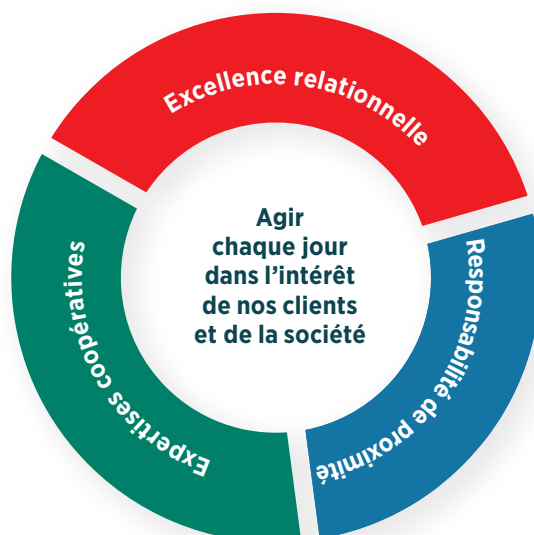 Excellence relationnelle
Agir
chaque jour
dans l’intérêt
de nos clients
et de la société
Responsabilité de proximité
Expertises coopératives